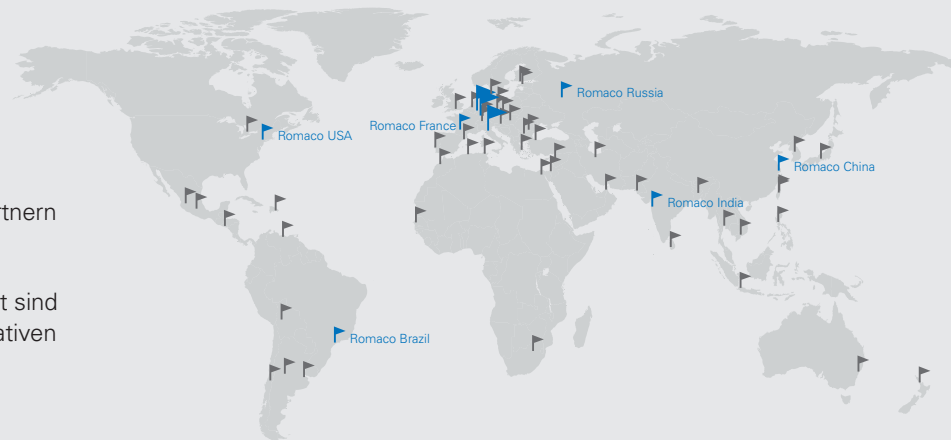 rtnern
t sind
ativen
Romaco Russia
Romaco France
Romaco USA
Romaco China
Romaco India
Romaco Brazil